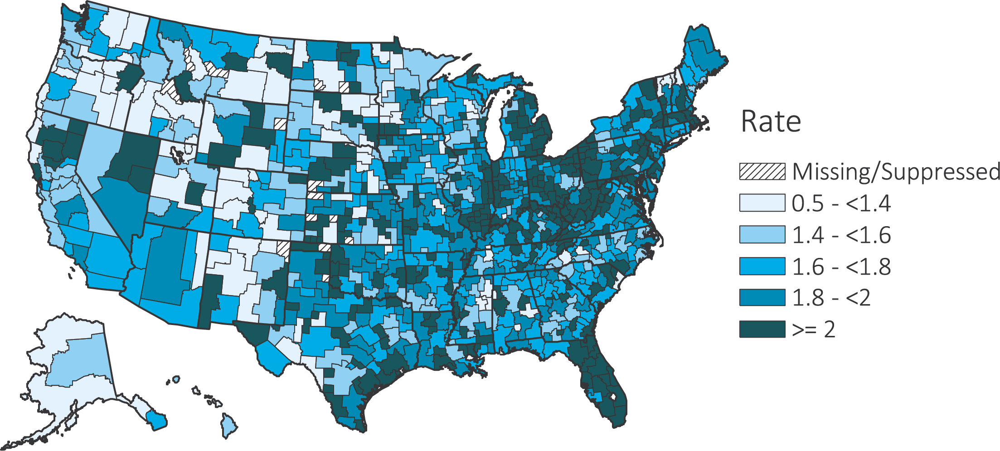 Rate
Missing/Suppressed
0.5 - <1.4
1.4 - <1.6
1.6 - <1.8
1.8 - <2
>= 2